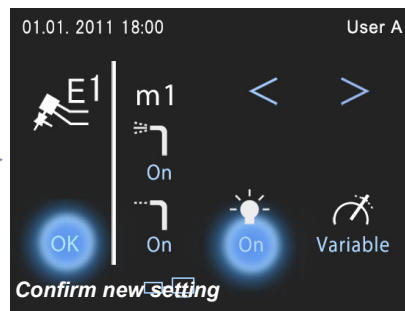 01.01. 2011 18:00 User A
E1 m1 < >
On
OK On On Variable
Confirm new setting